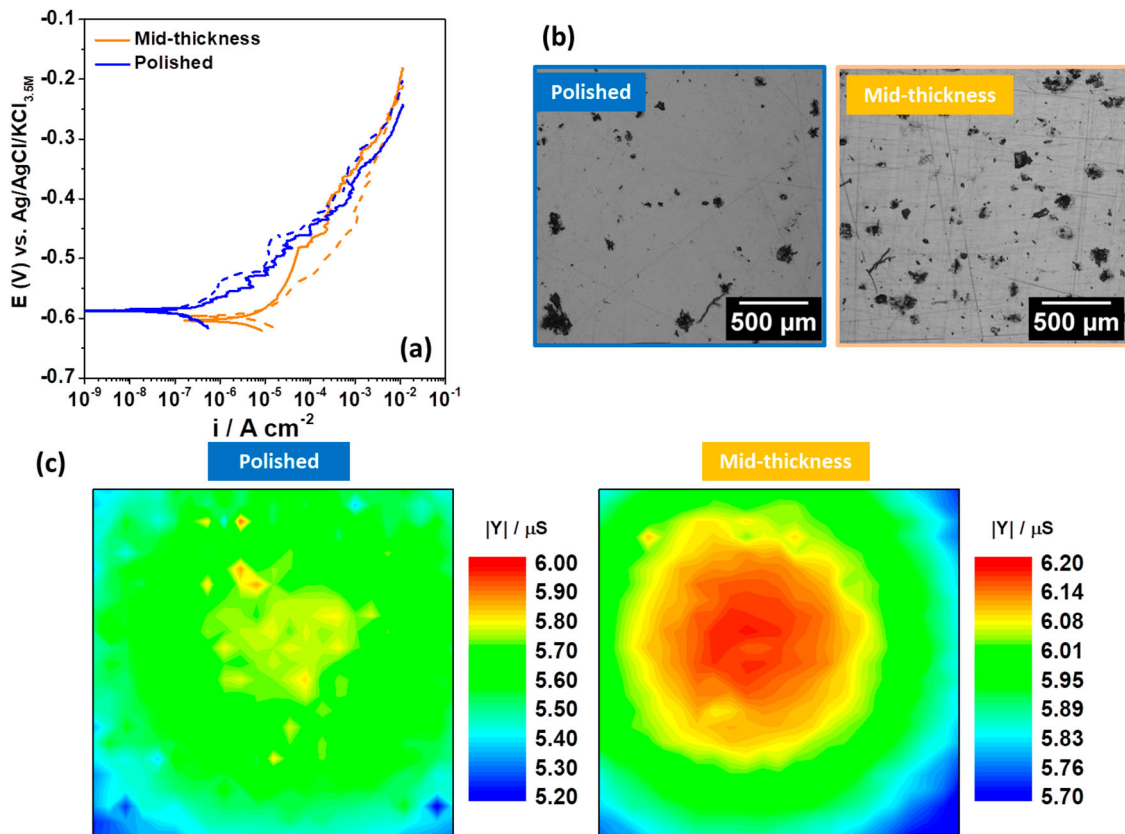 -0.1
-0.2
-0.3
-0.4
-0.5
-0.6
-0.7
E (V) vs. Ag/AgCl/KCl3.5M
Mid-thickness
Polished
(a)
10-9 10-8 10-7 10-6 10-5 10-4 10-3 10-2 10-1
i / A cm-2
(b)
Polished
500 µm
Mid-thickness
500 µm
(c)
Polished
|Y| / µS
6.00
5.90
5.80
5.70
5.60
5.50
5.40
5.30
5.20
Mid-thickness
|Y| / µS
6.20
6.14
6.08
6.01
5.95
5.89
5.83
5.76
5.70